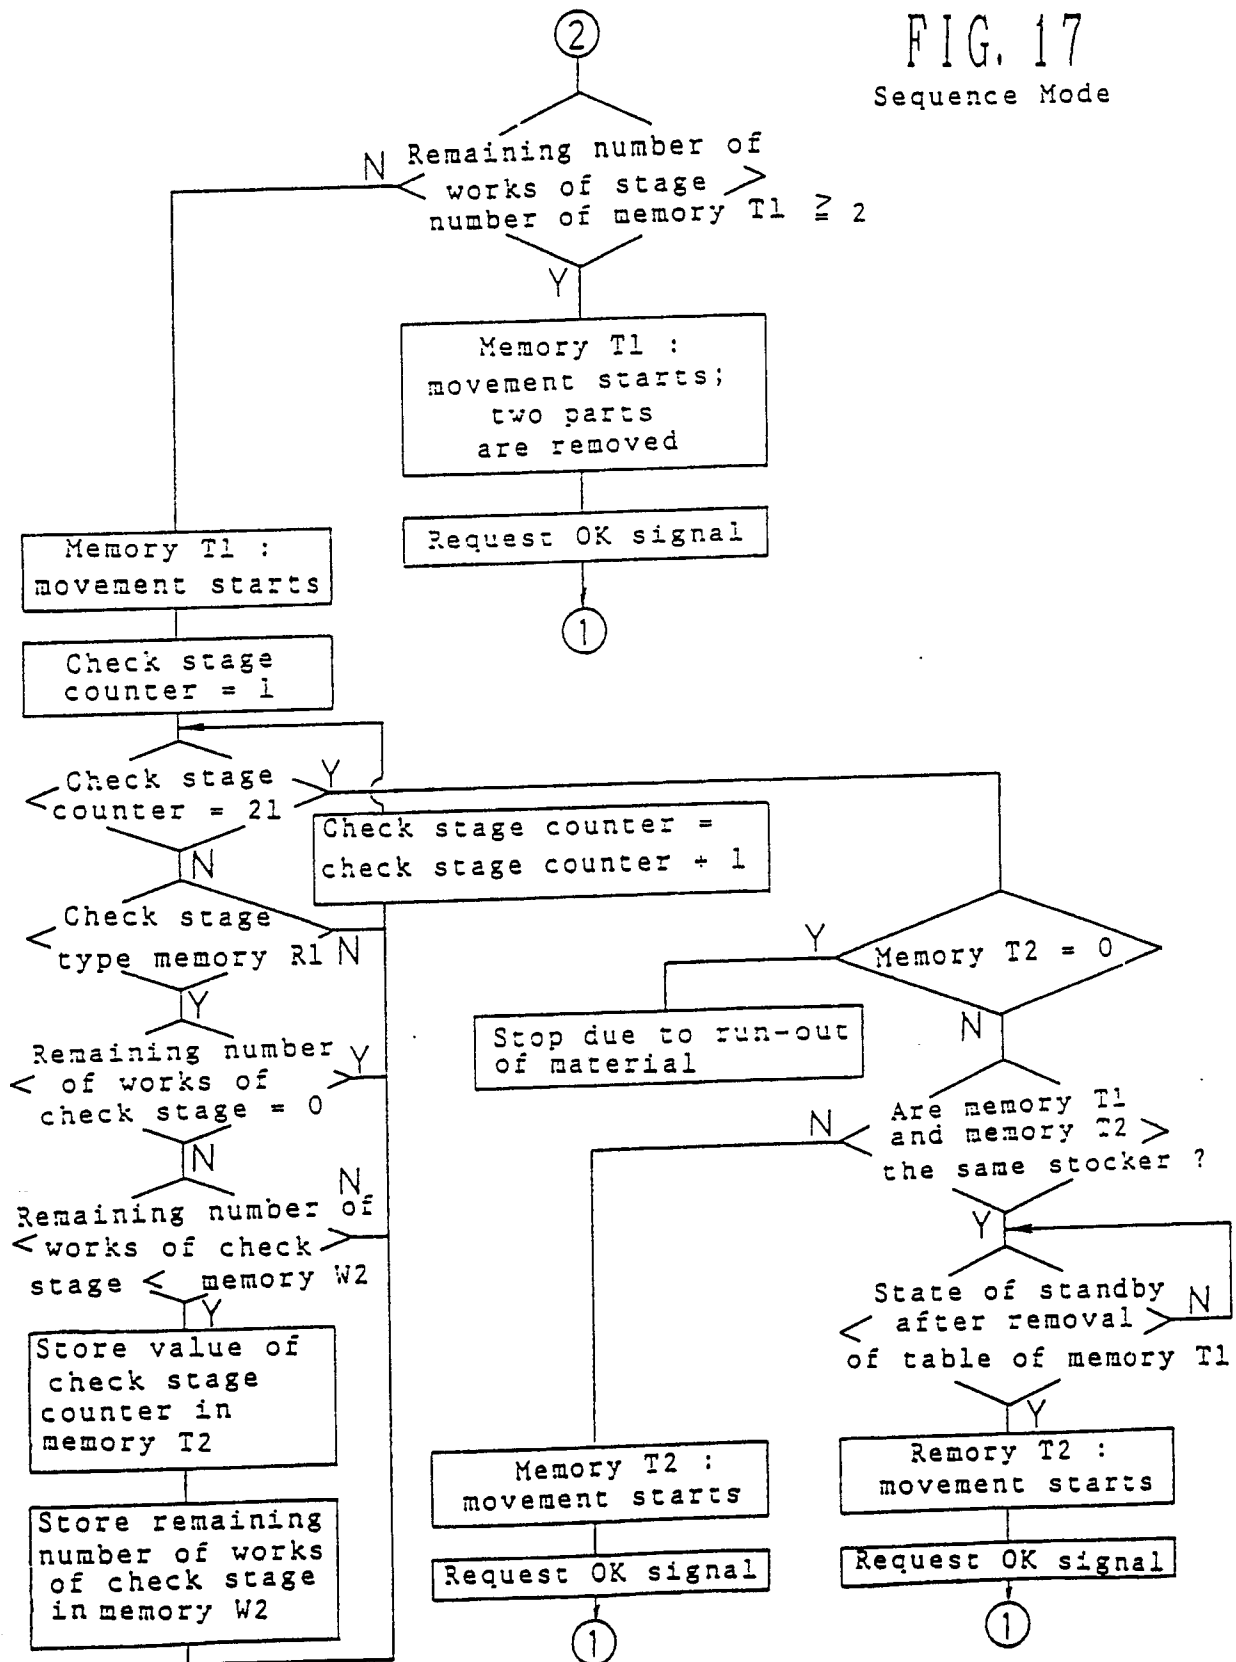 FIG. 17
Sequence Mode
2
Remaining number of
works of stage
number of memory T1 ≧ 2
N
Y
Memory T1 :
movement starts;
two parts
are removed
Request OK signal
1
Memory T1 :
movement starts
Check stage
counter = 1
Check stage
counter = 21
Y
N
Check stage counter =
check stage counter + 1
Check stage
type memory R1
N
Y
Remaining number
of works of
check stage = 0
Y
N
Remaining number of
works of check
stage < memory W2
N
Y
Store value of
check stage
counter in
memory T2
Store remaining
number of works
of check stage
in memory W2
Memory T2 = 0
Y
N
Stop due to run-out
of material
Are memory T1
and memory T2
the same stocker ?
N
Y
State of standby
after removal
of table of memory T1
N
Y
Memory T2 :
movement starts
Request OK signal
1
Remory T2 :
movement starts
Request OK signal
1